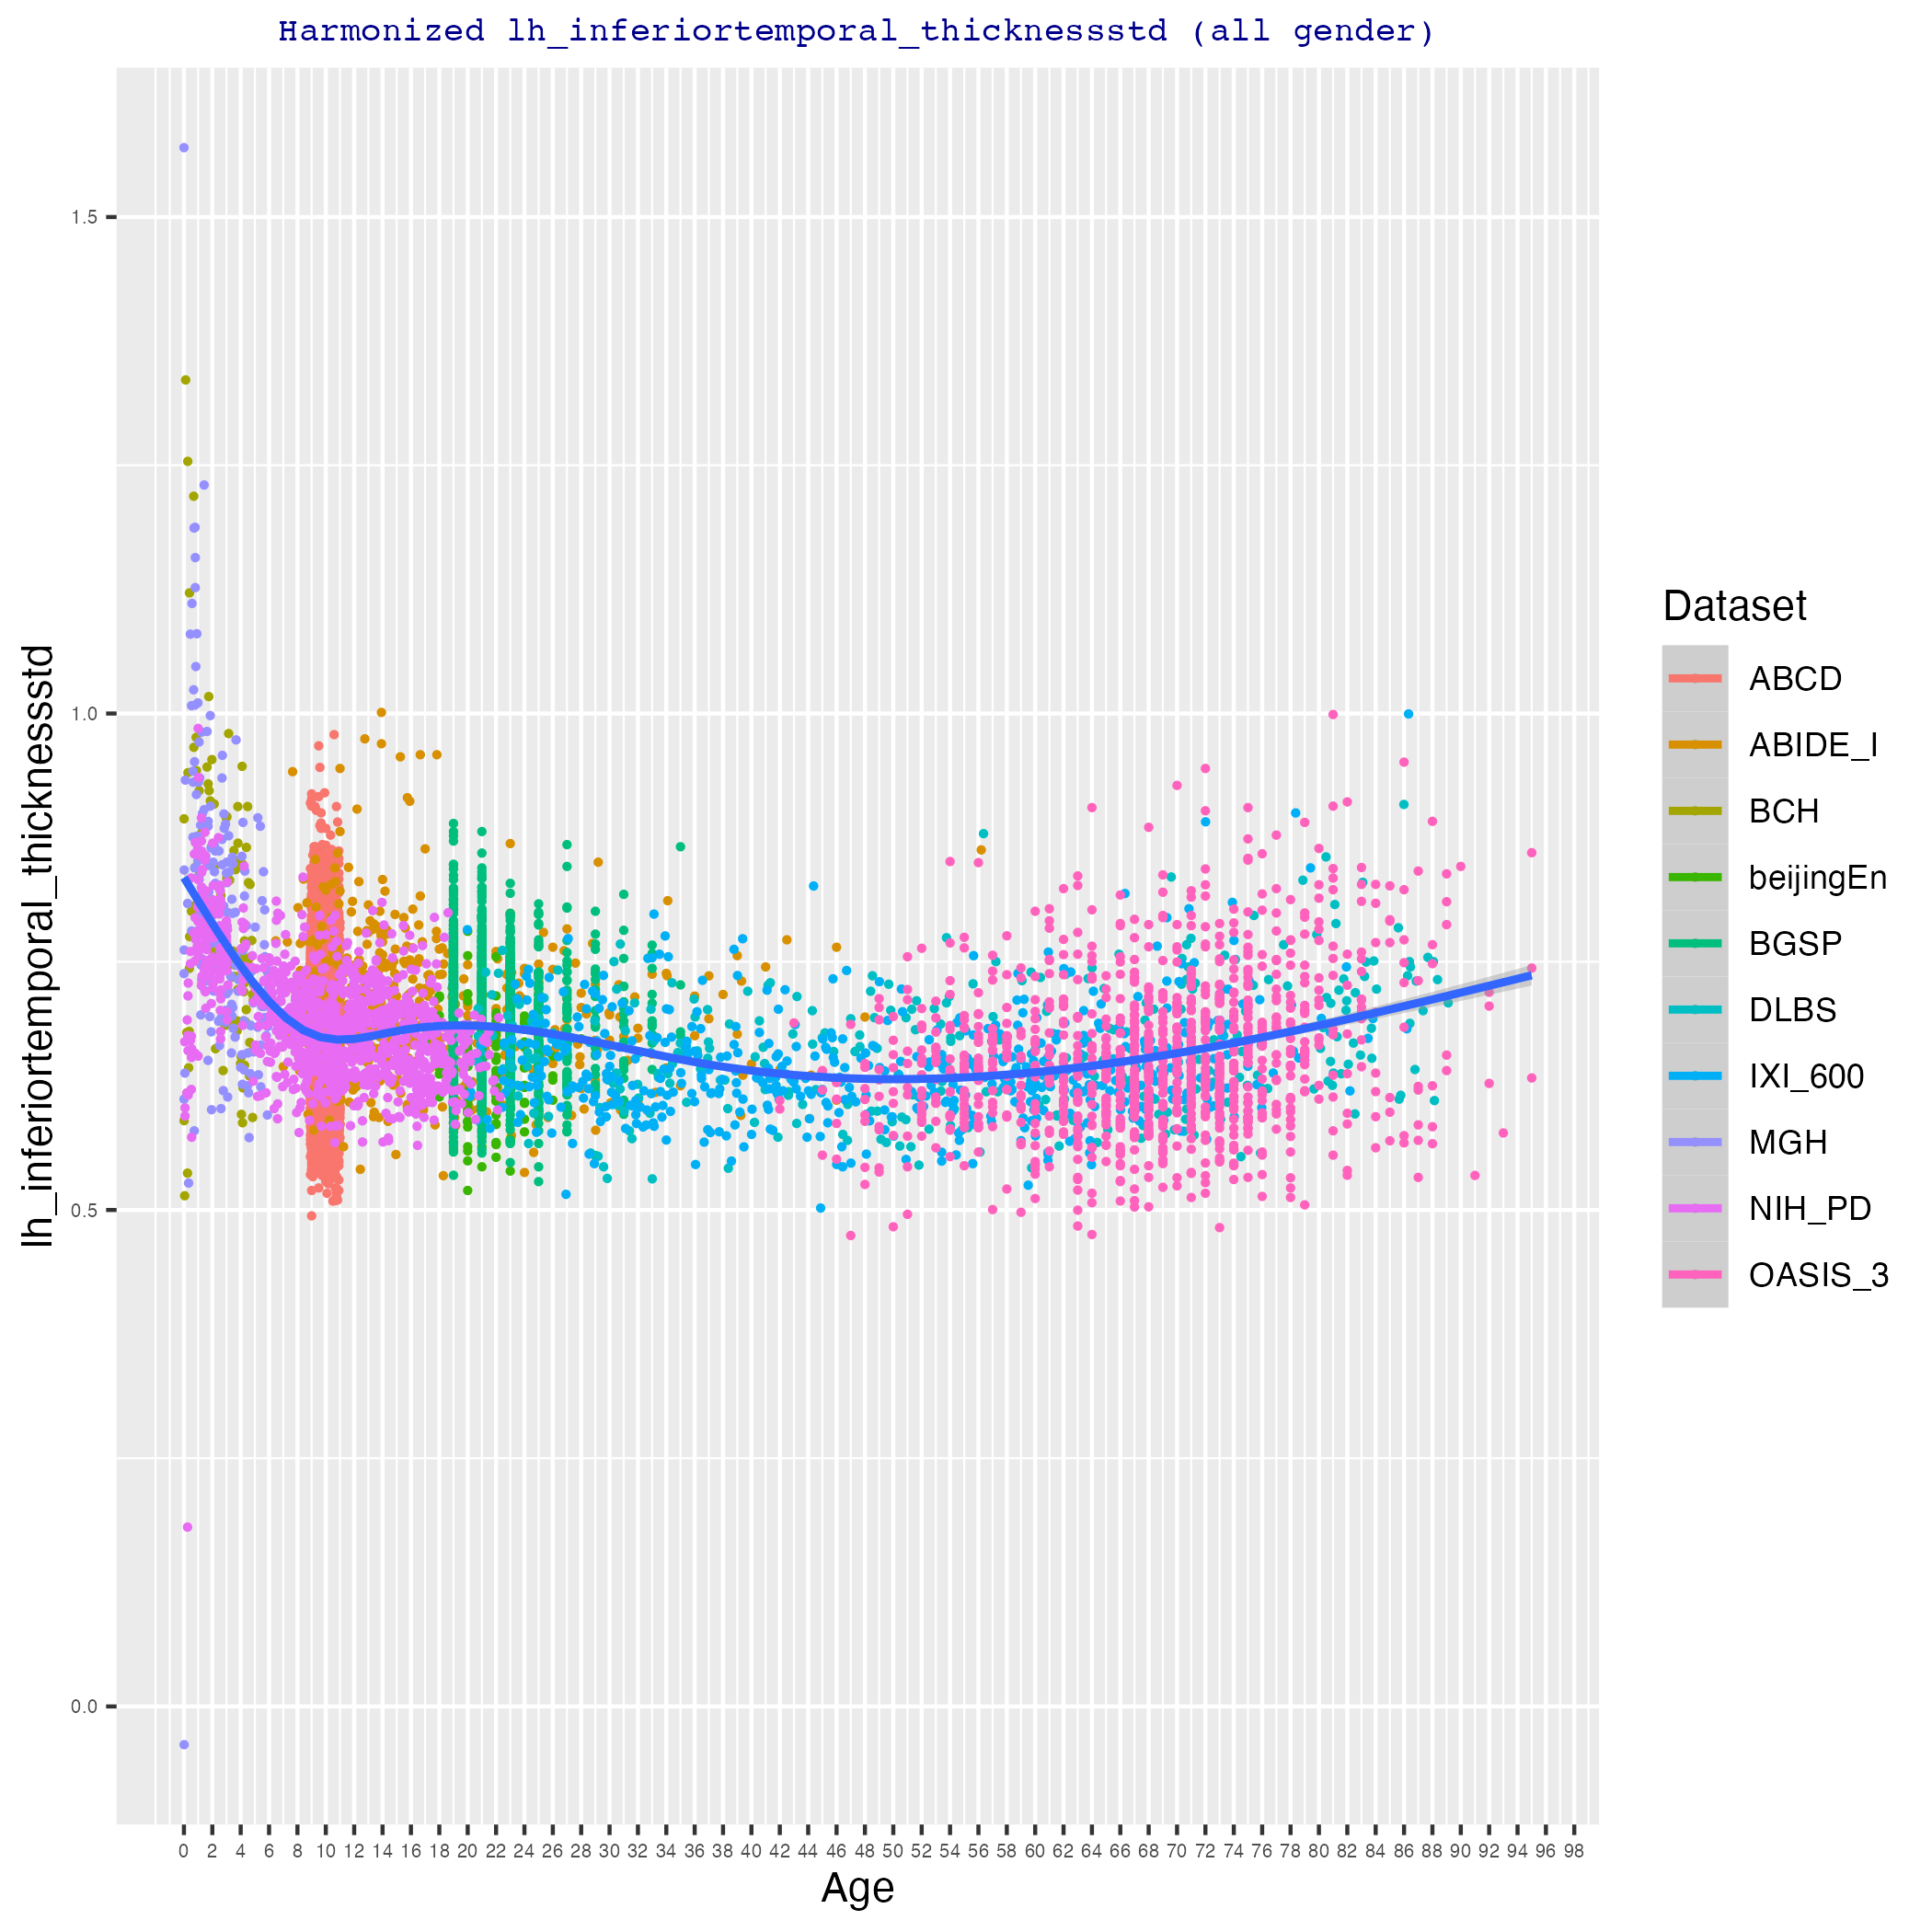 Harmonized lh_inferiortemporal_thicknessstd (all gender)
lh_inferiortemporal_thicknessstd
1.5
1.0
0.5
0.0
0 2 4 6 8 10 12 14 16 18 20 22 24 26 28 30 32 34 36 38 40 42 44 46 48 50 52 54 56 58 60 62 64 66 68 70 72 74 76 78 80 82 84 86 88 90 92 94 96 98
Age
Dataset
ABCD
ABIDE_I
BCH
beijingEn
BGSP
DLBS
IXI_600
MGH
NIH_PD
OASIS_3